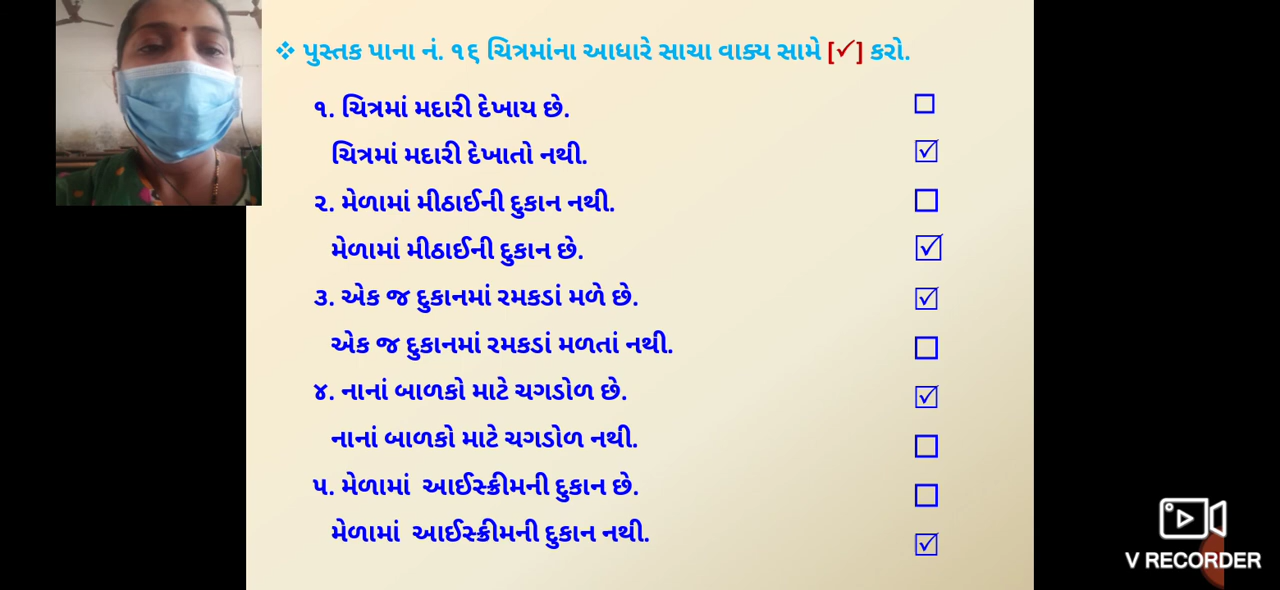 ❖ પુસ્તક પાના નં. ૧૬ ચિત્રમાંના આધારે સાચા વાક્ય સામે [✓] કરો.
૧. ચિત્રમાં મદારી દેખાય છે. ☐
ચિત્રમાં મદારી દેખાતો નથી. ☑
૨. મેળામાં મીઠાઈની દુકાન નથી. ☐
મેળામાં મીઠાઈની દુકાન છે. ☑
૩. એક જ દુકાનમાં રમકડાં મળે છે. ☑
એક જ દુકાનમાં રમકડાં મળતાં નથી. ☐
૪. નાનાં બાળકો માટે ચગડોળ છે. ☑
નાનાં બાળકો માટે ચગડોળ નથી. ☐
૫. મેળામાં આઈસ્ક્રીમની દુકાન છે. ☐
મેળામાં આઈસ્ક્રીમની દુકાન નથી. ☑
V RECORDER